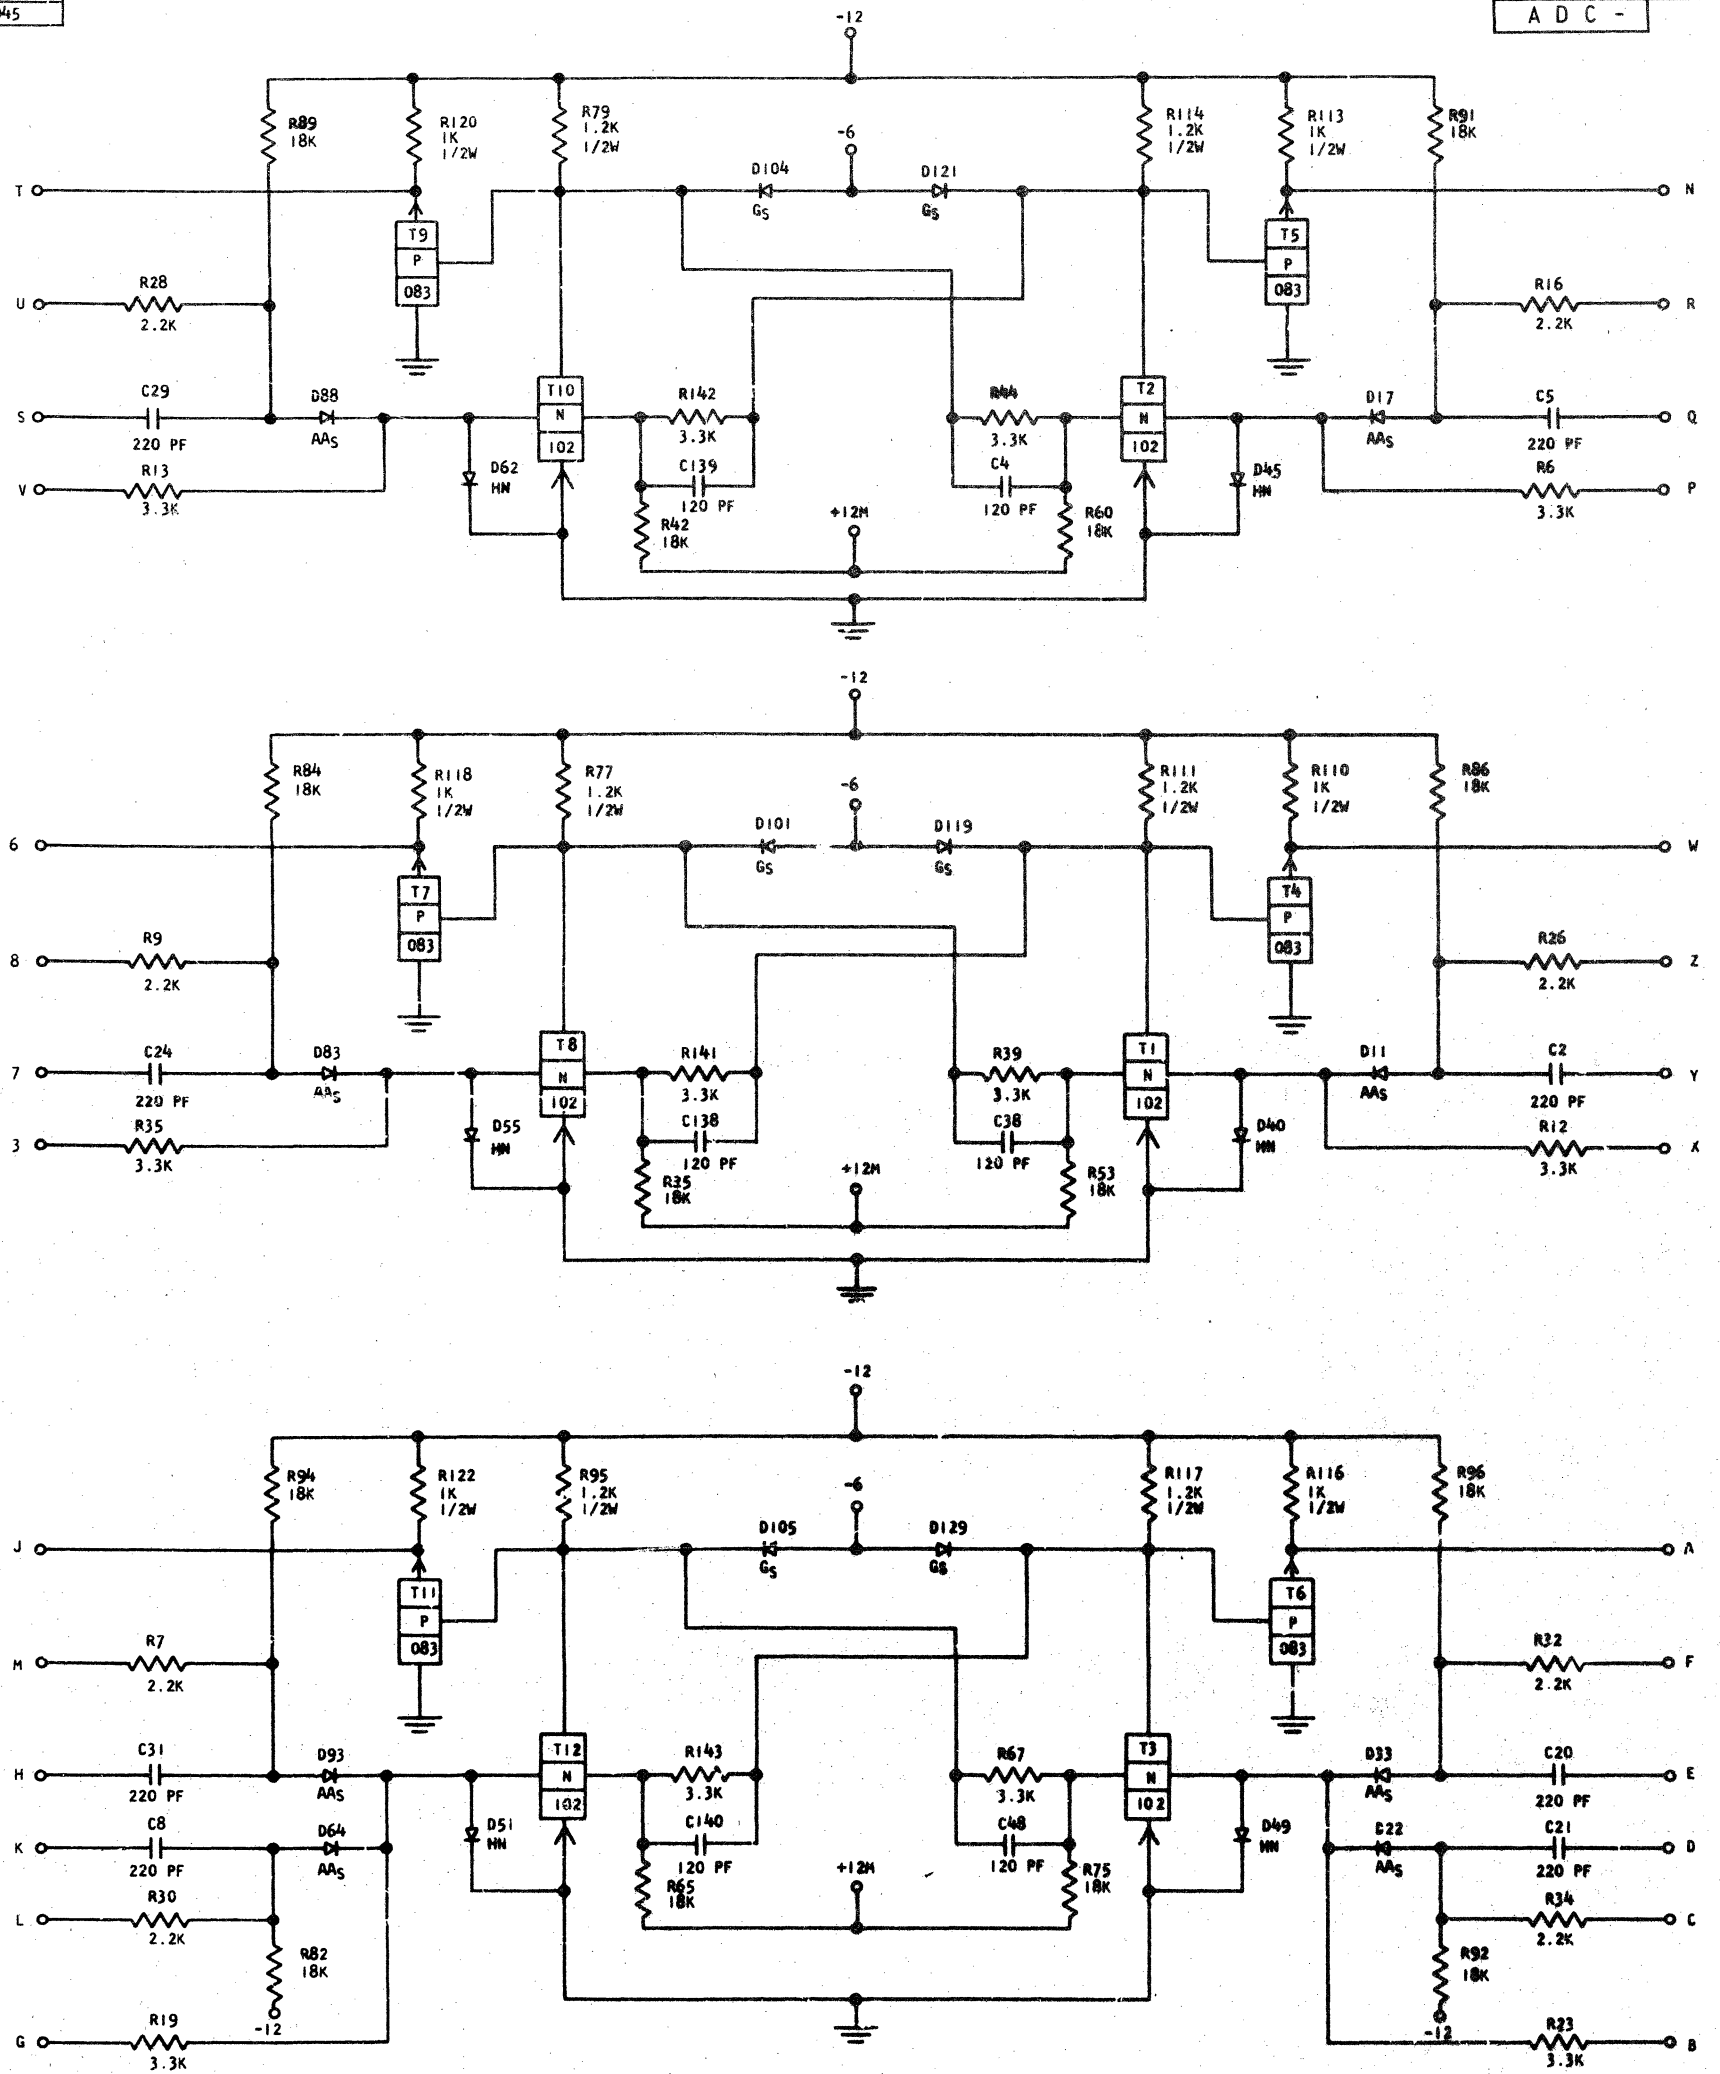 45
A D C -
-12
R89
18K
R120
1K
1/2W
R79
1.2K
1/2W
-6
R114
1.2K
1/2W
R113
1K
1/2W
R91
18K
D104
GS
D121
GS
T
N
T9
P
083
T5
P
083
R28
2.2K
U
R16
2.2K
R
C29
220 PF
S
D88
AAS
T10
N
102
R142
3.3K
R44
3.3K
T2
N
102
D17
AAS
C5
220 PF
Q
R13
3.3K
V
D62
HN
C139
120 PF
R42
18K
+12M
C4
120 PF
R60
18K
D45
HN
R6
3.3K
P
-12
R84
18K
R118
1K
1/2W
R77
1.2K
1/2W
-6
R111
1.2K
1/2W
R110
1K
1/2W
R86
18K
D101
GS
D119
GS
6
W
T7
P
083
T4
P
083
R9
2.2K
8
R26
2.2K
Z
C24
220 PF
7
D83
AAS
T8
N
102
R141
3.3K
R39
3.3K
T1
N
102
D11
AAS
C2
220 PF
Y
R35
3.3K
3
D55
HN
C138
120 PF
R35
18K
+12M
C38
120 PF
R53
18K
D40
HN
R12
3.3K
X
-12
R94
18K
R122
1K
1/2W
R95
1.2K
1/2W
-6
R117
1.2K
1/2W
R116
1K
1/2W
R96
18K
D105
GS
D129
GS
J
A
T11
P
083
T6
P
083
R7
2.2K
M
R32
2.2K
F
C31
220 PF
H
D93
AAS
T12
N
102
R143
3.3K
R67
3.3K
T3
N
102
D33
AAS
C20
220 PF
E
C8
220 PF
K
D64
AAS
D51
HN
C140
120 PF
R65
18K
+12M
C48
120 PF
R75
18K
D49
HN
D22
AAS
C21
220 PF
D
R30
2.2K
L
R34
2.2K
C
R82
18K
-12
R92
18K
-12
R19
3.3K
G
R23
3.3K
B